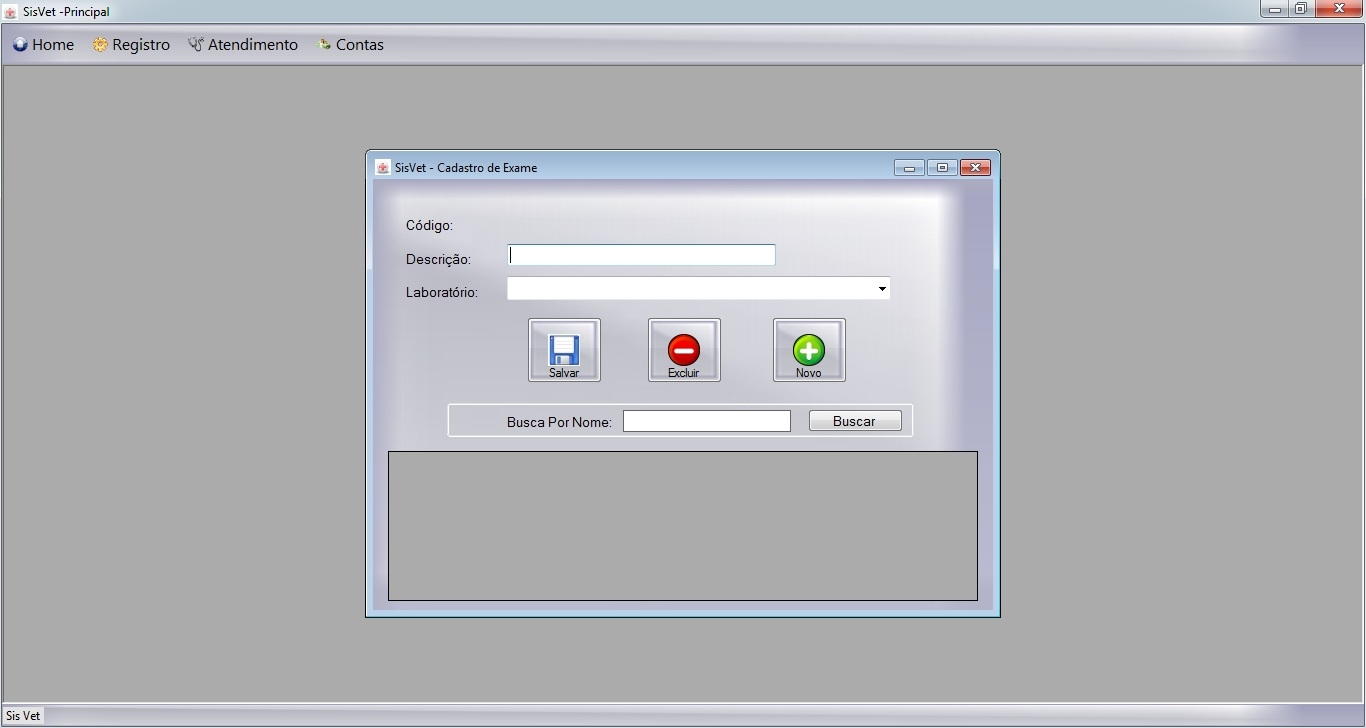 SisVet -Principal
Home Registro Atendimento Contas
SisVet - Cadastro de Exame
Código:
Descrição:
Laboratório:
Salvar Excluir Novo
Busca Por Nome: Buscar
Sis Vet